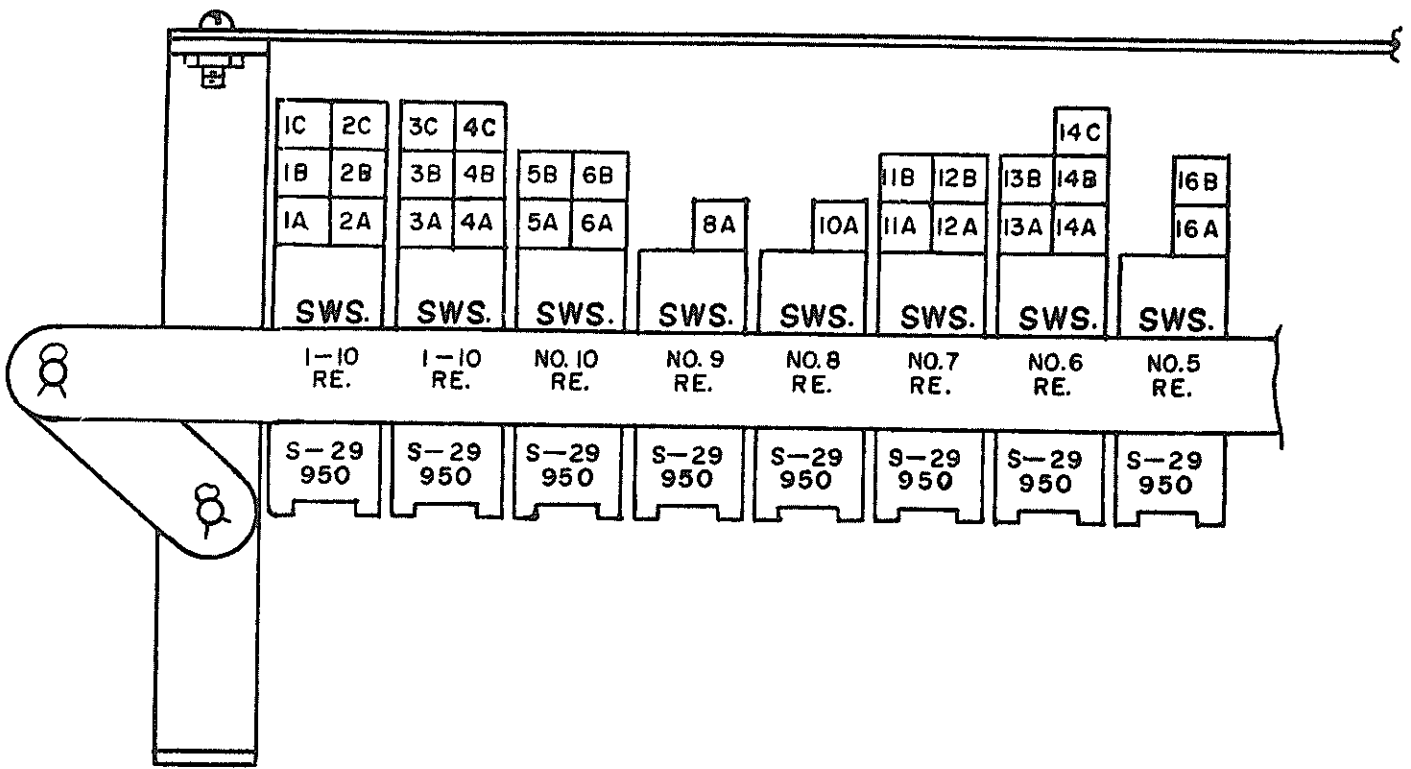 14C
1C 2C 3C 4C
1B 2B 3B 4B 5B 6B 11B 12B 13B 14B 16B
1A 2A 3A 4A 5A 6A 8A 10A 11A 12A 13A 14A 16A
SWS. SWS. SWS. SWS. SWS. SWS. SWS. SWS.
1-10 1-10 NO.10 NO.9 NO.8 NO.7 NO.6 NO.5
RE. RE. RE. RE. RE. RE. RE. RE.
S-29 S-29 S-29 S-29 S-29 S-29 S-29 S-29
950 950 950 950 950 950 950 950